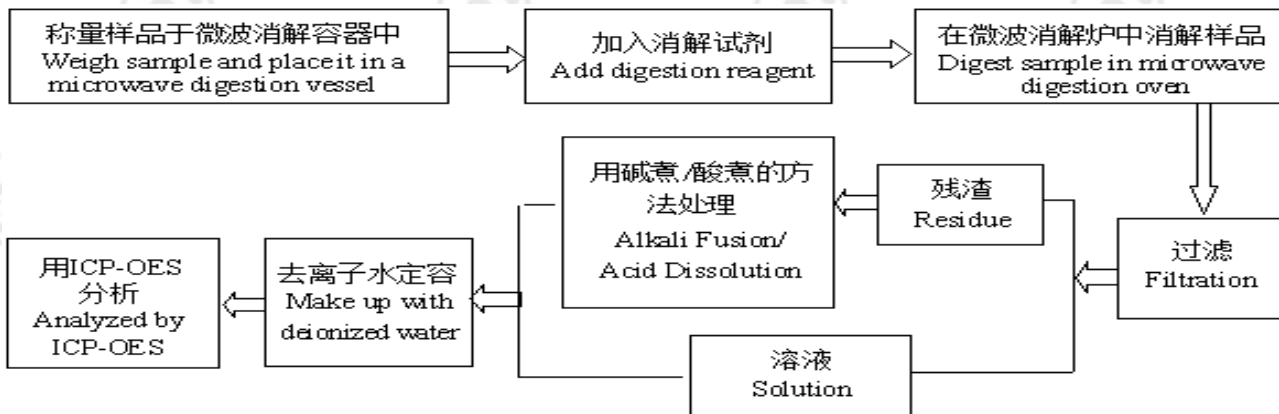 称量样品于微波消解容器中
Weigh sample and place it in a
microwave digestion vessel
加入消解试剂
Add digestion reagent
在微波消解炉中消解样品
Digest sample in microwave
digestion oven
过滤
Filtration
残渣
Residue
用碱煮/酸煮的方
法处理
Alkali Fusion/
Acid Dissolution
溶液
Solution
去离子水定容
Make up with
deionized water
用ICP-OES
分析
Analyzed by
ICP-OES